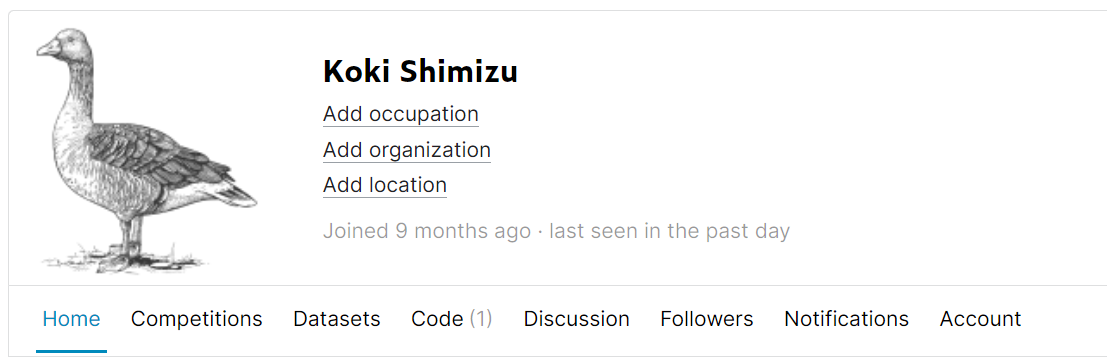 Koki Shimizu
Add occupation
Add organization
Add location
Joined 9 months ago · last seen in the past day
Home Competitions Datasets Code (1) Discussion Followers Notifications Account